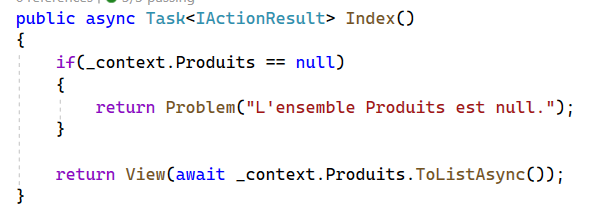 public async Task<IActionResult> Index()
{
if(_context.Produits == null)
{
return Problem("L'ensemble Produits est null.");
}
return View(await _context.Produits.ToListAsync());
}